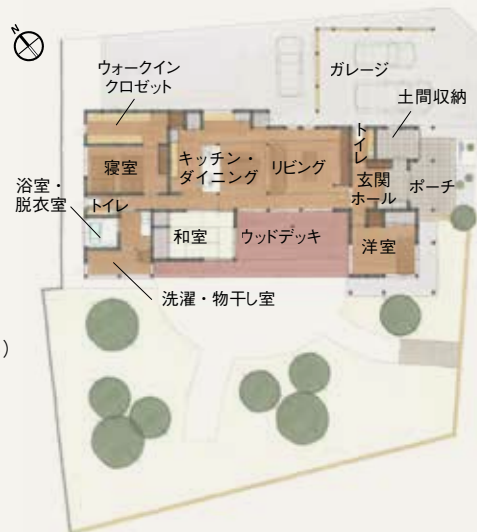 N
ウォークイン
クロゼット
ガレージ
土間収納
トイレ
寝室
キッチン・
ダイニング
リビング
玄関
ホール
ポーチ
浴室・
脱衣室
トイレ
和室
ウッドデッキ
洋室
洗濯・物干し室
）